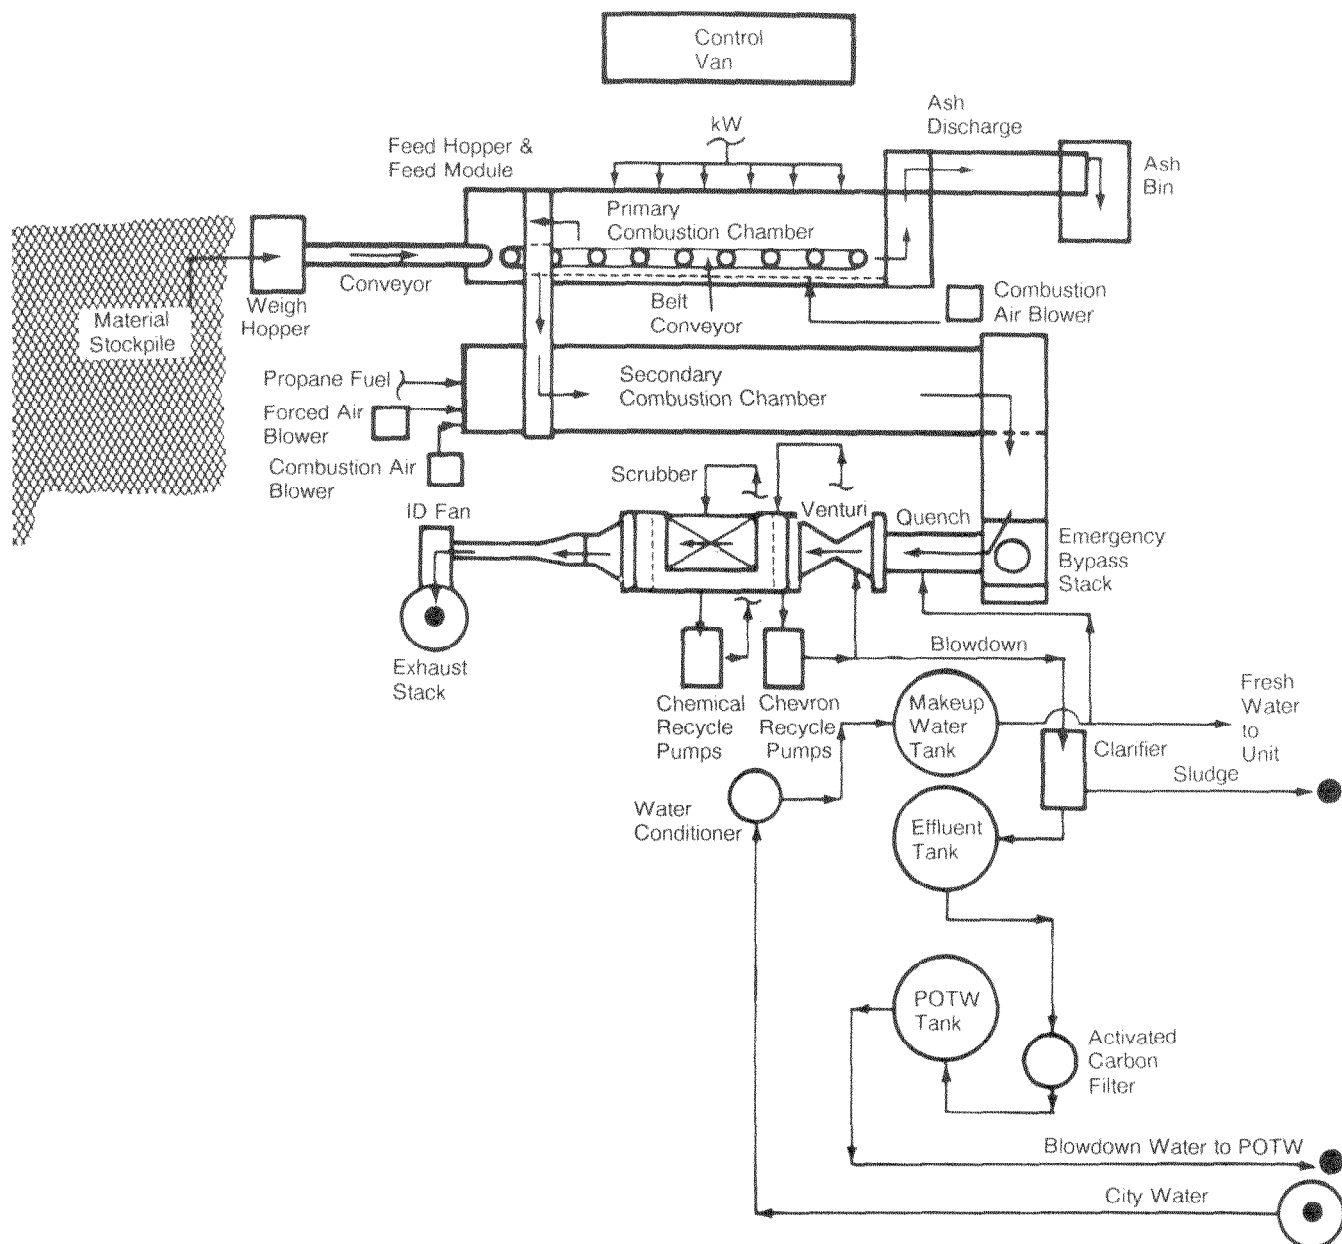 Control
Van
kW
Ash
Discharge
Feed Hopper &
Feed Module
Ash
Bin
Primary
Combustion Chamber
Conveyor
Weigh
Hopper
Material
Stockpile
Belt
Conveyor
Combustion
Air Blower
Propane Fuel
Forced Air
Blower
Combustion Air
Blower
Secondary
Combustion Chamber
Scrubber
ID Fan
Venturi
Quench
Emergency
Bypass
Stack
Exhaust
Stack
Blowdown
Chemical
Recycle
Pumps
Chevron
Recycle
Pumps
Makeup
Water
Tank
Fresh
Water
to
Unit
Clarifier
Sludge
Water
Conditioner
Effluent
Tank
POTW
Tank
Activated
Carbon
Filter
Blowdown Water to POTW
City Water